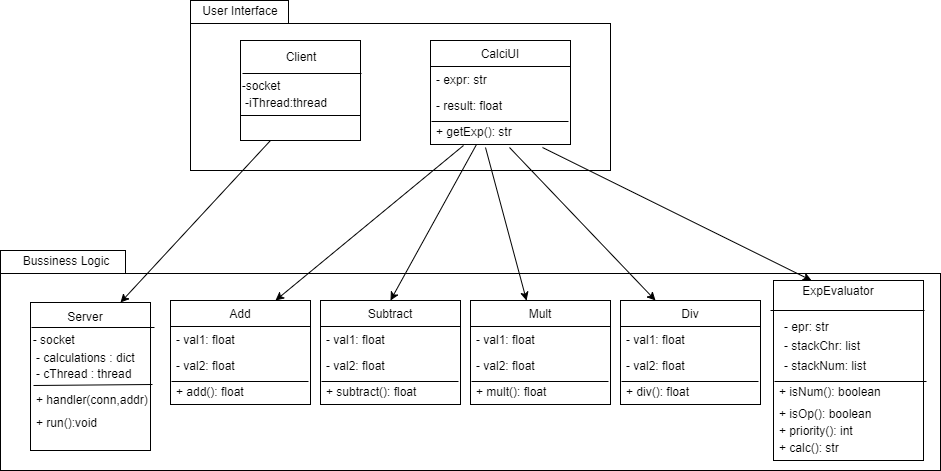 User Interface
Client
-socket
-iThread:thread
CalciUI
- expr: str
- result: float
+ getExp(): str
Bussiness Logic
Server
- socket
- calculations : dict
- cThread : thread
+ handler(conn,addr)
+ run():void
Add
- val1: float
- val2: float
+ add(): float
Subtract
- val1: float
- val2: float
+ subtract(): float
Mult
- val1: float
- val2: float
+ mult(): float
Div
- val1: float
- val2: float
+ div(): float
ExpEvaluator
- epr: str
- stackChr: list
- stackNum: list
+ isNum(): boolean
+ isOp(): boolean
+ priority(): int
+ calc(): str